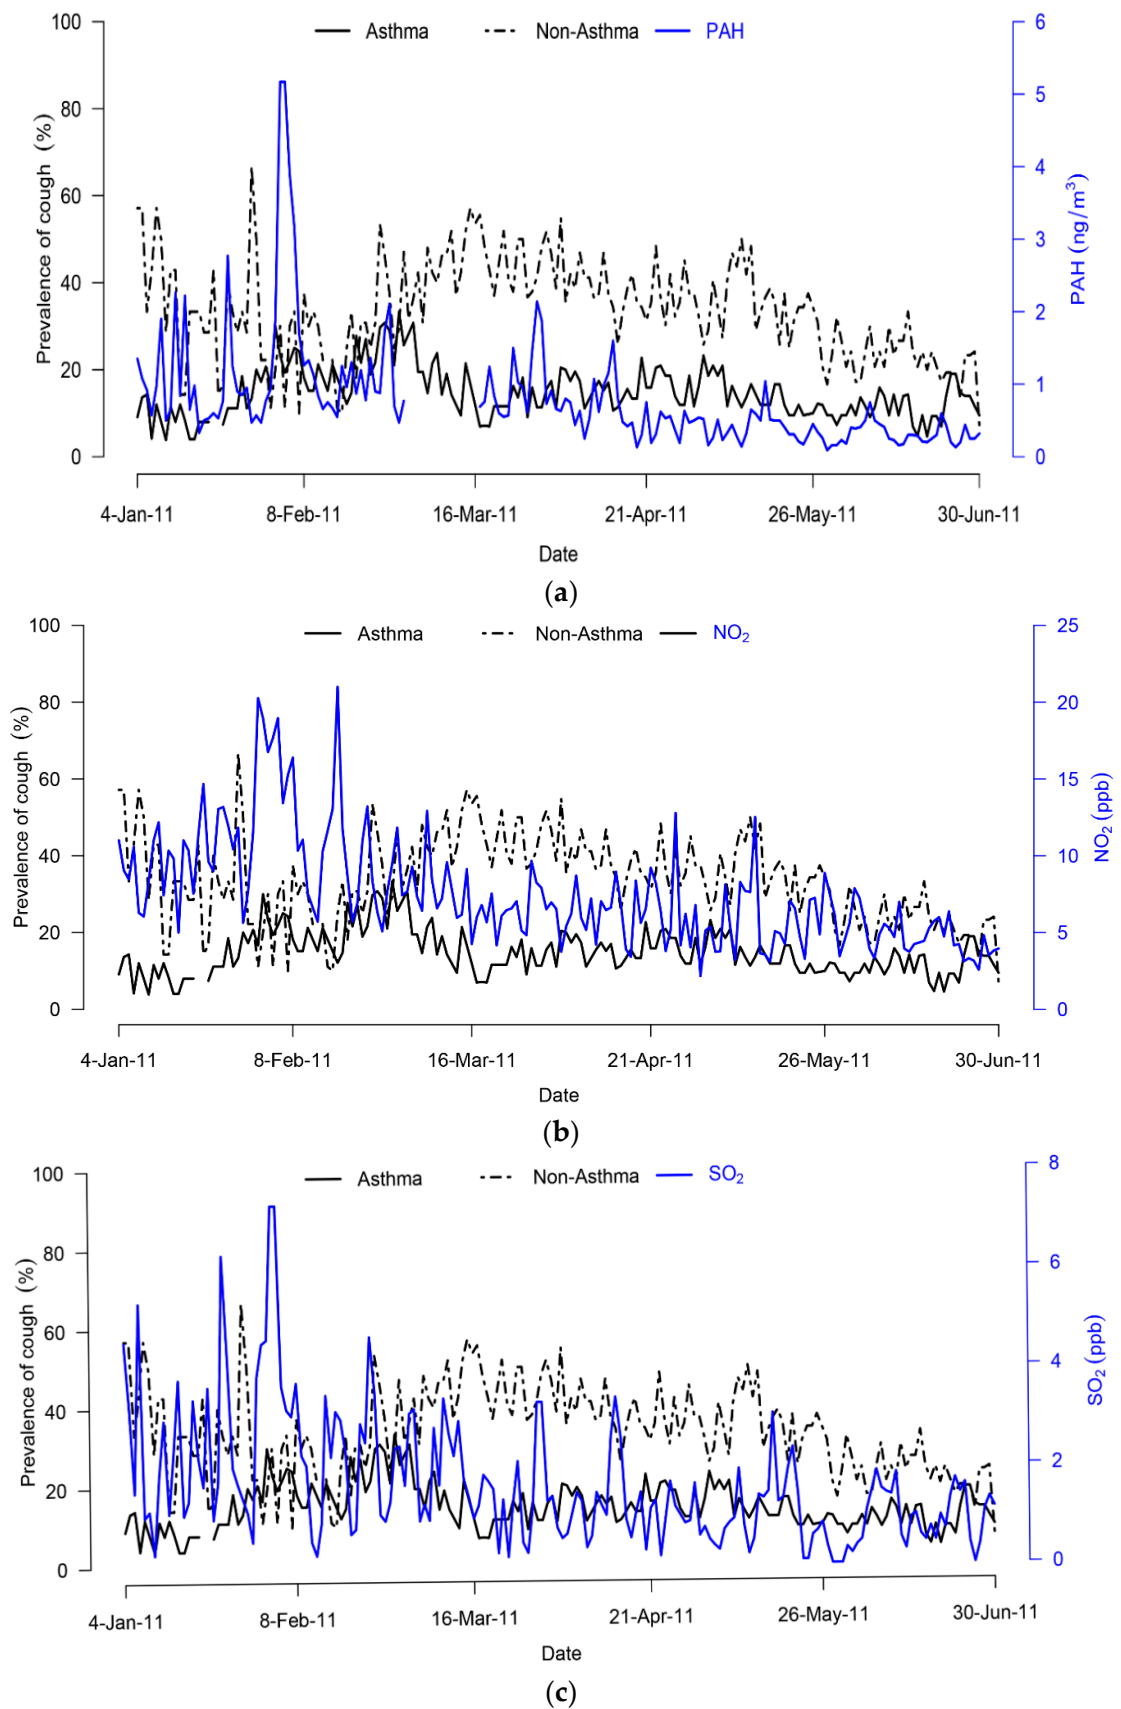 Asthma Non-Asthma PAH
Prevalence of cough (%)
100
80
60
40
20
0
6
5
4
3
2
1
0
PAH (ng/m³)
4-Jan-11 8-Feb-11 16-Mar-11 21-Apr-11 26-May-11 30-Jun-11
Date
(a)
Asthma Non-Asthma NO₂
Prevalence of cough (%)
100
80
60
40
20
0
25
20
15
10
5
0
NO₂ (ppb)
4-Jan-11 8-Feb-11 16-Mar-11 21-Apr-11 26-May-11 30-Jun-11
Date
(b)
Asthma Non-Asthma SO₂
Prevalence of cough (%)
100
80
60
40
20
0
8
6
4
2
0
SO₂ (ppb)
4-Jan-11 8-Feb-11 16-Mar-11 21-Apr-11 26-May-11 30-Jun-11
Date
(c)